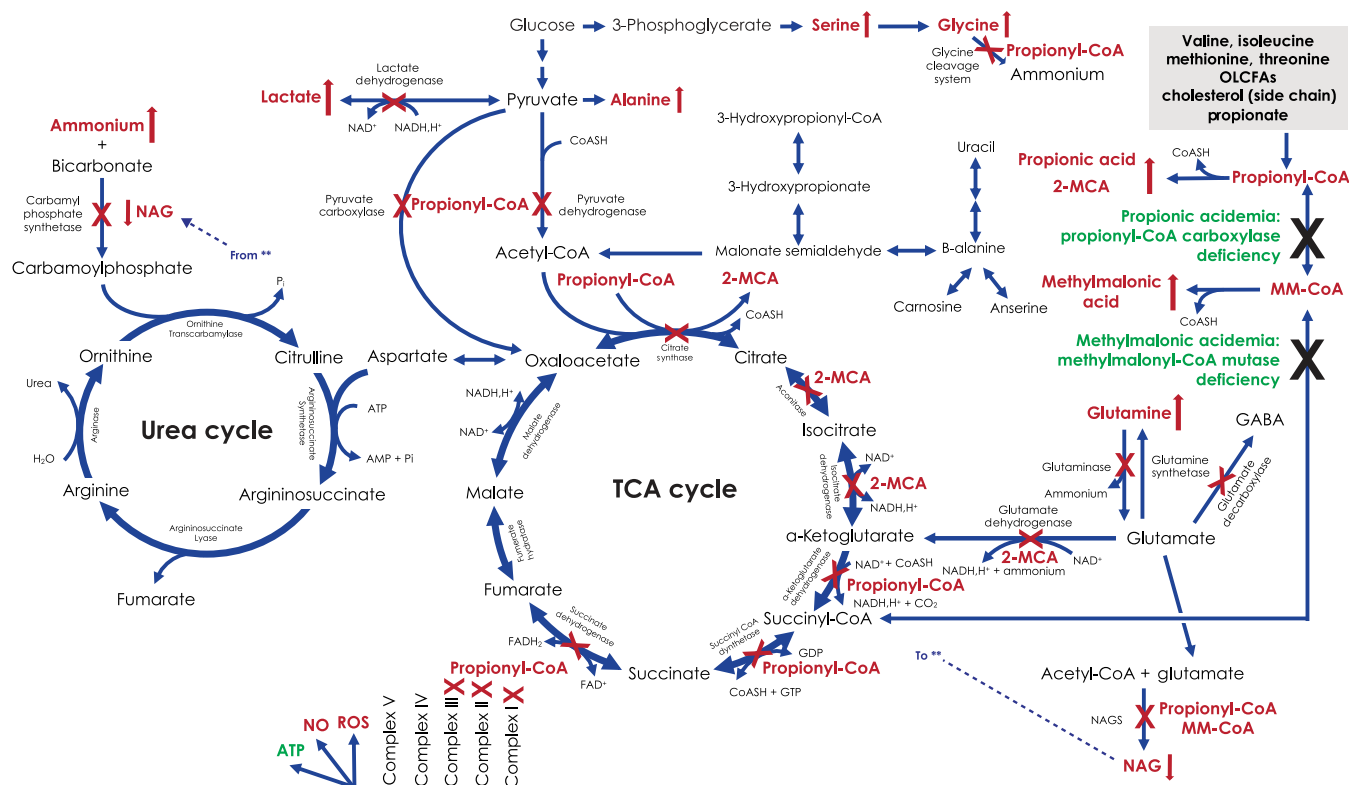 Glucose
3-Phosphoglycerate
Serine
Glycine
Glycine
cleavage
system
Propionyl-CoA
Ammonium
Valine, isoleucine
methionine, threonine
OLCFAs
cholesterol (side chain)
propionate
Lactate
dehydrogenase
Lactate
NAD⁺
NADH,H⁺
Pyruvate
Alanine
CoASH
Ammonium
+
Bicarbonate
Carbamyl
phosphate
synthetase
NAG
From **
Carbamoylphosphate
Pyruvate
carboxylase
Propionyl-CoA
Pyruvate
dehydrogenase
Acetyl-CoA
3-Hydroxypropionyl-CoA
3-Hydroxypropionate
Malonate semialdehyde
Uracil
B-alanine
Carnosine
Anserine
Propionic acid
2-MCA
CoASH
Propionyl-CoA
Propionic acidemia:
propionyl-CoA carboxylase
deficiency
Methylmalonic
acid
MM-CoA
CoASH
Methylmalonic acidemia:
methylmalonyl-CoA mutase
deficiency
Propionyl-CoA
2-MCA
CoASH
Citrate
synthase
Pi
Ornithine
Transcarbamylase
Ornithine
Citrulline
Aspartate
Oxaloacetate
Citrate
Urea
Arginase
H₂O
Urea cycle
Argininosuccinate
Synthetase
ATP
AMP + Pi
Arginine
Argininosuccinate
Argininosuccinate
Lyase
Fumarate
NADH,H⁺
NAD⁺
Malate
dehydrogenase
TCA cycle
2-MCA
Aconitase
Isocitrate
Isocitrate
dehydrogenase
NAD⁺
2-MCA
NADH,H⁺
Malate
Fumerate
hydratase
Fumarate
α-Ketoglutarate
α-Ketoglutarate
dehydrogenase
NAD⁺ + CoASH
Propionyl-CoA
NADH,H⁺ + CO₂
Glutamine
GABA
Glutaminase
Glutamine
synthetase
Ammonium
Glutamate
decarboxylase
Glutamate
dehydrogenase
2-MCA
NADH,H⁺ + ammonium
NAD⁺
Glutamate
Succinyl-CoA
Succinate
dehydrogenase
FADH₂
FAD⁺
Propionyl-CoA
Succinate
Succinyl CoA
dynthetase
GDP
Propionyl-CoA
CoASH + GTP
To **
Acetyl-CoA + glutamate
NAGS
Propionyl-CoA
MM-CoA
NAG
ATP
NO
ROS
Complex V
Complex IV
Complex III
Complex II
Complex I